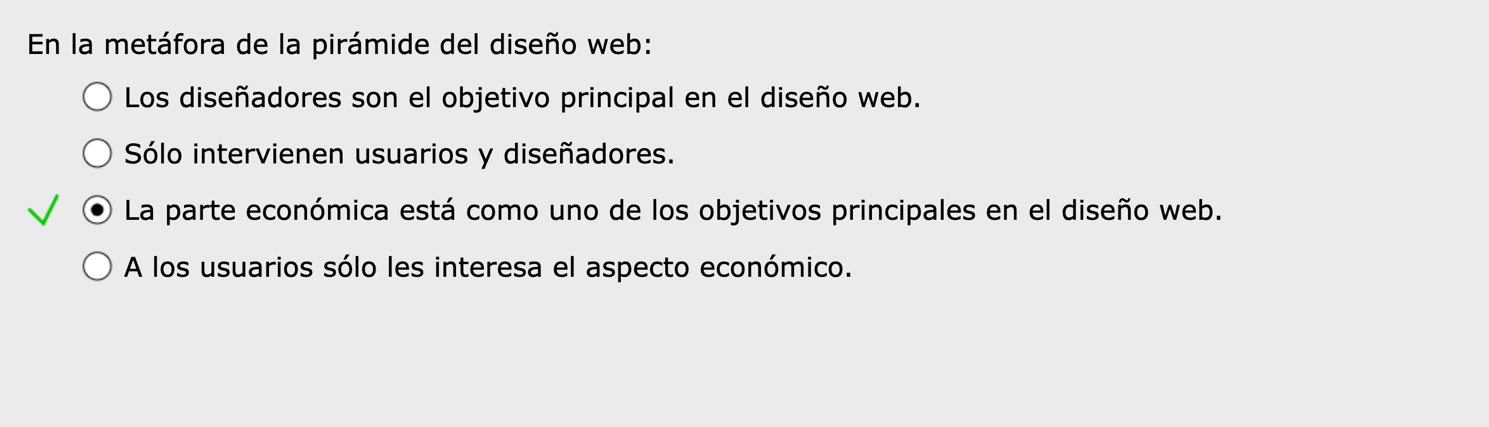 En la metáfora de la pirámide del diseño web:
Los diseñadores son el objetivo principal en el diseño web.
Sólo intervienen usuarios y diseñadores.
La parte económica está como uno de los objetivos principales en el diseño web.
A los usuarios sólo les interesa el aspecto económico.